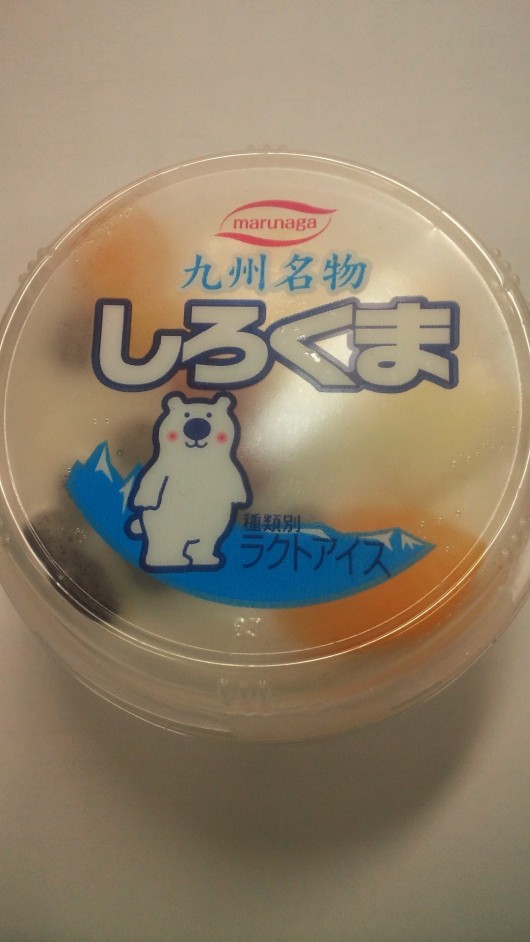 marunaga
九州名物
しろくま
種類別
ラクトアイス